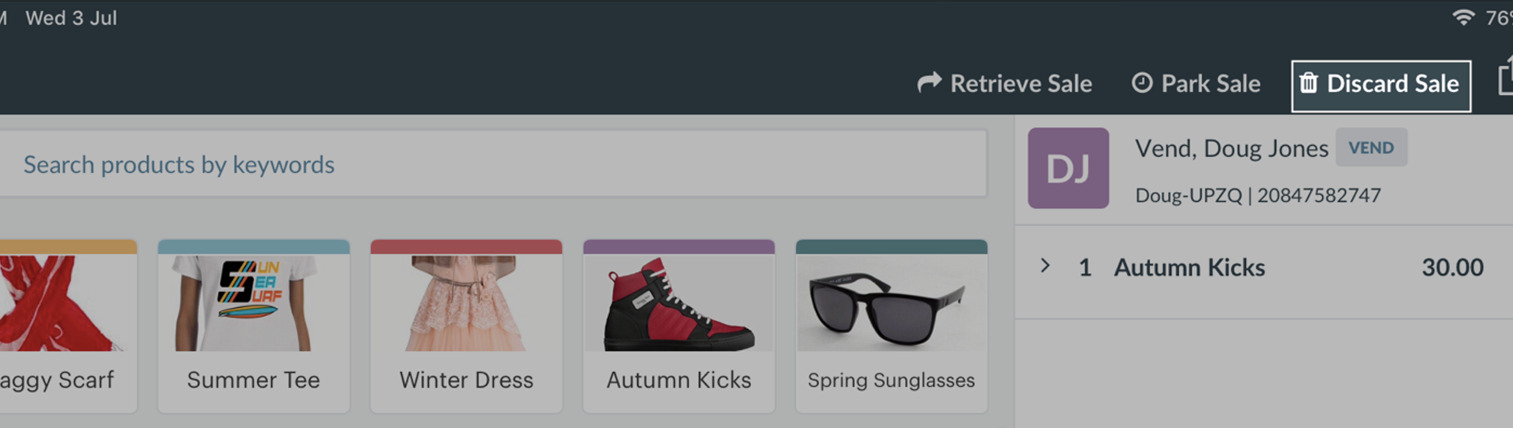 Wed 3 Jul
76%
Retrieve Sale
Park Sale
Discard Sale
Search products by keywords
DJ
Vend, Doug Jones VEND
Doug-UPZQ | 20847582747
1 Autumn Kicks 30.00
SUN
SEA
SURF
aggy Scarf
Summer Tee
Winter Dress
Autumn Kicks
Spring Sunglasses